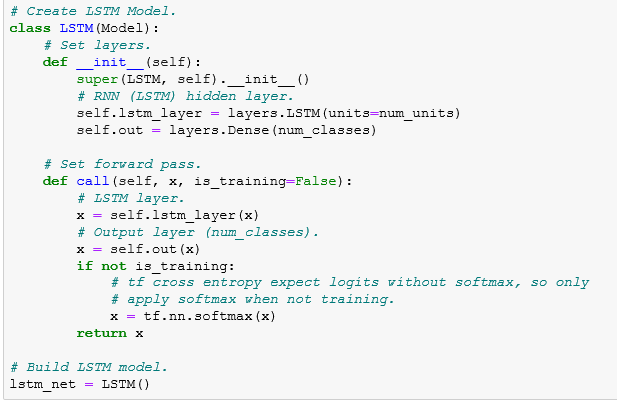 # Create LSTM Model.
class LSTM(Model):
    # Set layers.
    def __init__(self):
        super(LSTM, self).__init__()
        # RNN (LSTM) hidden layer.
        self.lstm_layer = layers.LSTM(units=num_units)
        self.out = layers.Dense(num_classes)

    # Set forward pass.
    def call(self, x, is_training=False):
        # LSTM layer.
        x = self.lstm_layer(x)
        # Output layer (num_classes).
        x = self.out(x)
        if not is_training:
            # tf cross entropy expect logits without softmax, so only
            # apply softmax when not training.
            x = tf.nn.softmax(x)
        return x

# Build LSTM model.
lstm_net = LSTM()